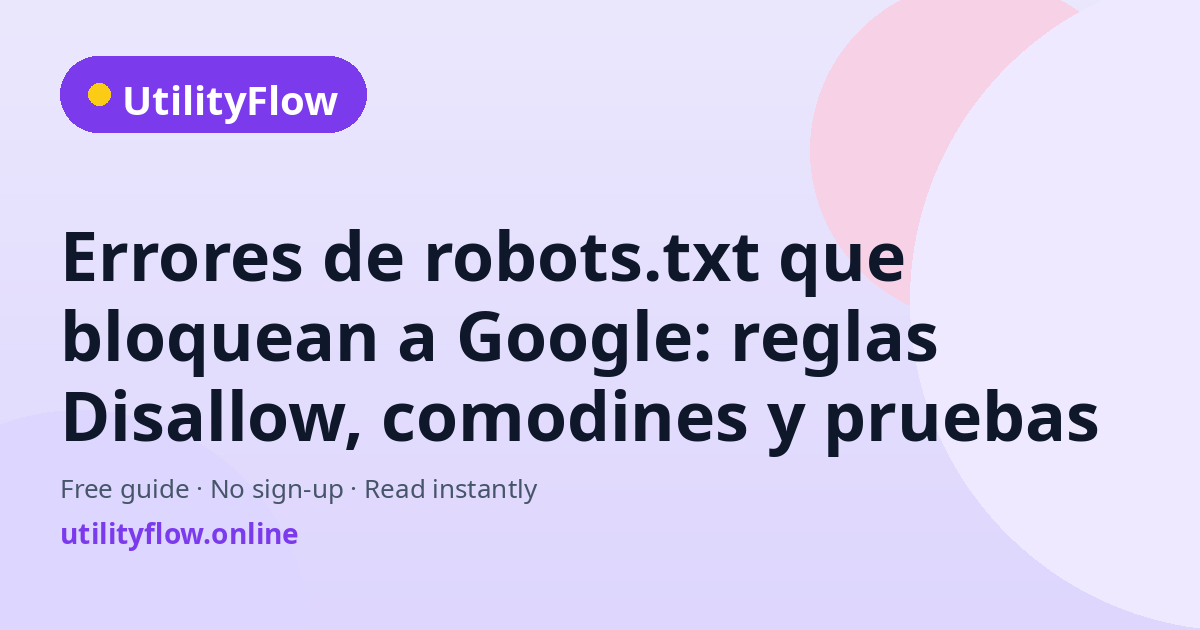 UtilityFlow
Errores de robots.txt que
bloquean a Google: reglas
Disallow, comodines y pruebas
Free guide · No sign-up · Read instantly
utilityflow.online